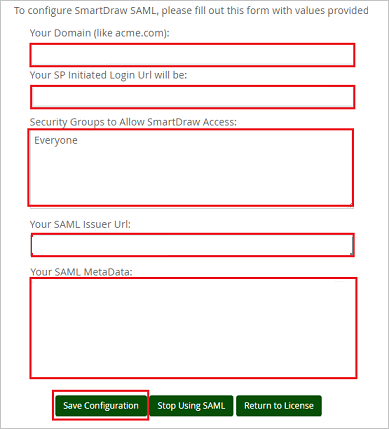 To configure SmartDraw SAML, please fill out this form with values provided
Your Domain (like acme.com):
Your SP Initiated Login Url will be:
Security Groups to Allow SmartDraw Access:
Everyone
Your SAML Issuer Url:
Your SAML MetaData:
Save Configuration Stop Using SAML Return to License